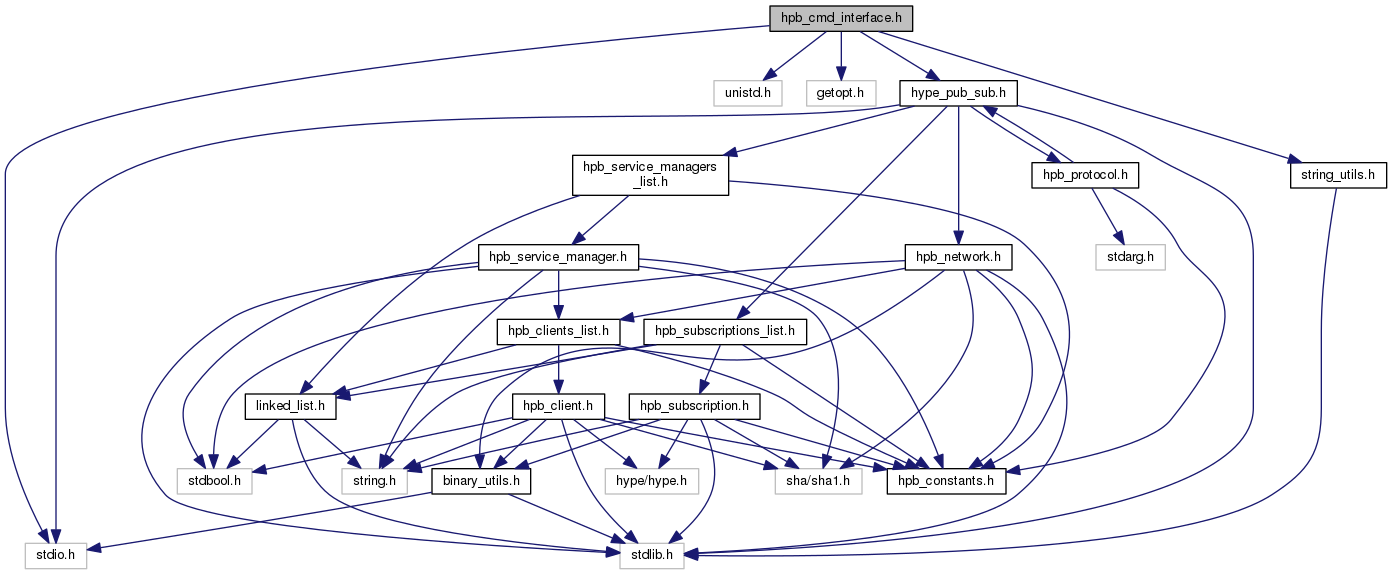 hpb_cmd_interface.h
unistd.h
getopt.h
hype_pub_sub.h
hpb_service_managers
_list.h
hpb_protocol.h
string_utils.h
hpb_service_manager.h
hpb_network.h
stdarg.h
hpb_clients_list.h
hpb_subscriptions_list.h
linked_list.h
hpb_client.h
hpb_subscription.h
stdbool.h
string.h
binary_utils.h
hype/hype.h
sha/sha1.h
hpb_constants.h
stdio.h
stdlib.h